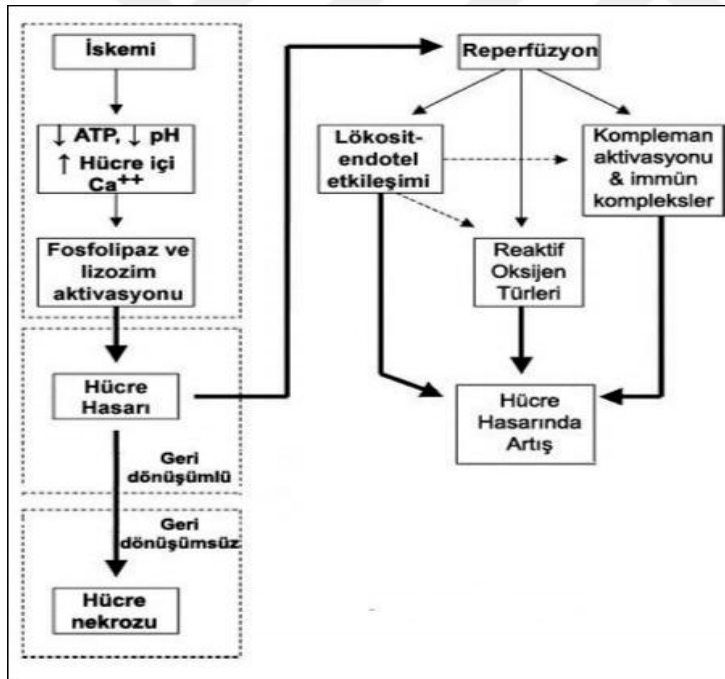 İskemi
↓ ATP, ↓ pH
↑ Hücre içi
Ca++
Fosfolipaz ve
lizozim
aktivasyonu
Hücre
Hasarı
Geri
dönüşümlü
Geri
dönüşümsüz
Hücre
nekrozu
Reperfüzyon
Lökosit-
endotel
etkileşimi
Kompleman
aktivasyonu
& immün
kompleksler
Reaktif
Oksijen
Türleri
Hücre
Hasarında
Artış